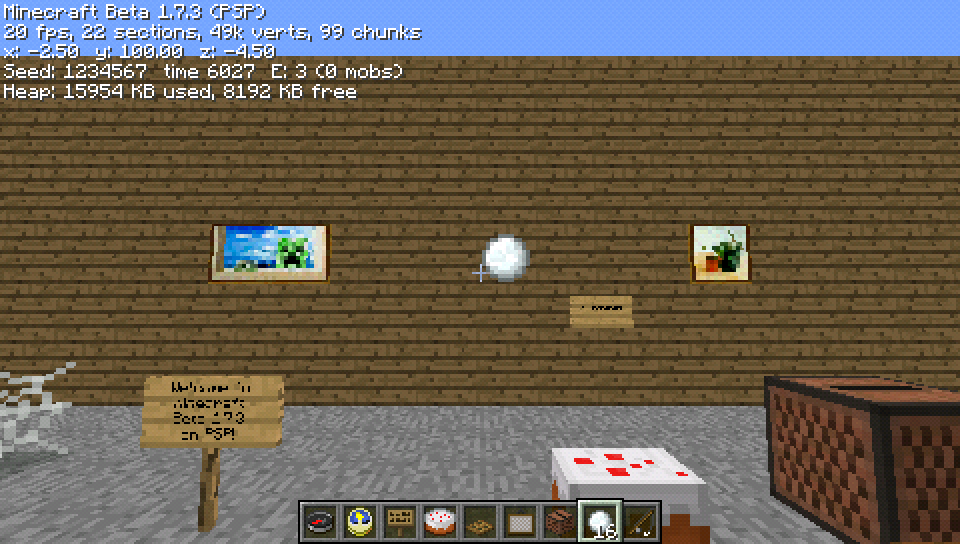 Minecraft Beta 1.7.3 (PSP)
20 fps, 22 sections, 49k verts, 99 chunks
x: -2.50 y: 100.00 z: -4.50
Seed: 1234567 time 6027 E: 3 (0 mobs)
Heap: 15954 KB used, 8192 KB free
Welcome to
Minecraft
Beta 1.7.3
on PSP!
16